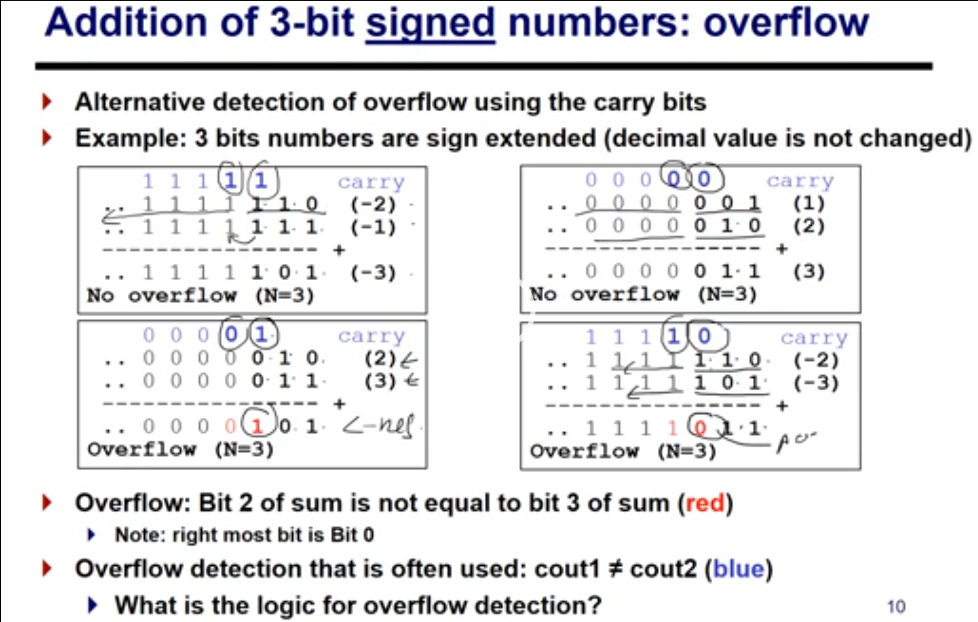 Addition of 3-bit signed numbers: overflow
Alternative detection of overflow using the carry bits
Example: 3 bits numbers are sign extended (decimal value is not changed)
1 1 1 1 1 carry
.. 1 1 1 1 1 1 0 (-2)
.. 1 1 1 1 1 1 1 (-1)
-------------------- +
.. 1 1 1 1 1 0 1 (-3)
No overflow (N=3)
0 0 0 0 0 carry
.. 0 0 0 0 0 0 1 (1)
.. 0 0 0 0 0 1 0 (2)
-------------------- +
.. 0 0 0 0 0 1 1 (3)
No overflow (N=3)
0 0 0 0 1 carry
.. 0 0 0 0 0 1 0 (2)
.. 0 0 0 0 0 1 1 (3)
-------------------- +
.. 0 0 0 0 1 0 1 <-neg.
Overflow (N=3)
1 1 1 1 0 carry
.. 1 1 1 1 1 1 0 (-2)
.. 1 1 1 1 1 0 1 (-3)
-------------------- +
.. 1 1 1 1 0 1 1
Overflow (N=3)
Overflow: Bit 2 of sum is not equal to bit 3 of sum (red)
Note: right most bit is Bit 0
Overflow detection that is often used: cout1 ≠ cout2 (blue)
What is the logic for overflow detection?
10